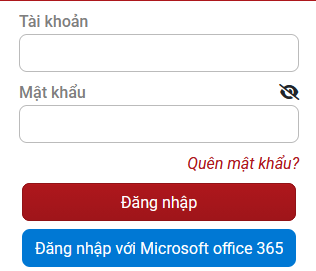 Tài khoản
Mật khẩu
Quên mật khẩu?
Đăng nhập
Đăng nhập với Microsoft office 365